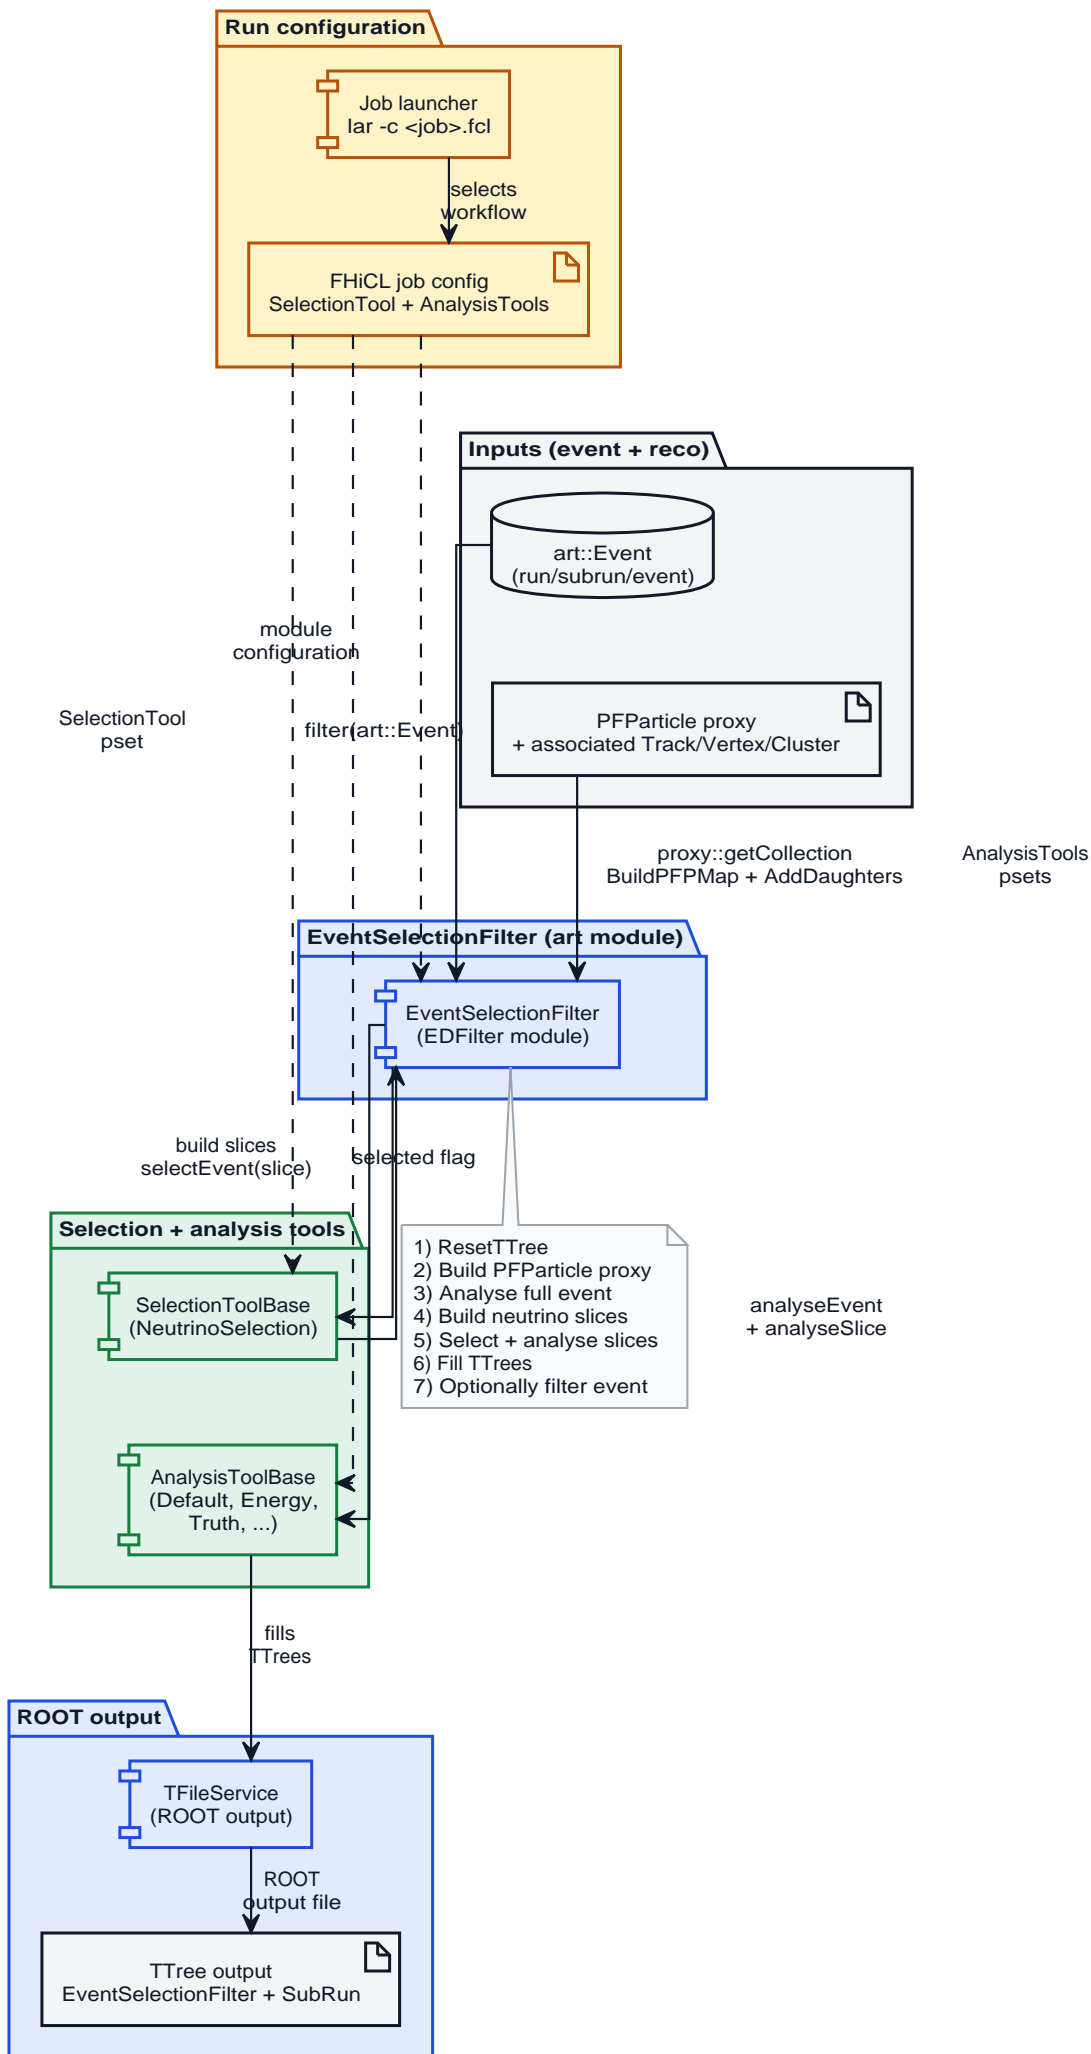 Run configuration
Job launcher
lar -c <job>.fcl
selects
workflow
FHiCL job config
SelectionTool + AnalysisTools
Inputs (event + reco)
art::Event
(run/subrun/event)
module
configuration
SelectionTool
pset
filter(art::Event)
PFParticle proxy
+ associated Track/Vertex/Cluster
proxy::getCollection
BuildPFPMap + AddDaughters
AnalysisTools
psets
EventSelectionFilter (art module)
EventSelectionFilter
(EDFilter module)
build slices
selectEvent(slice)
selected flag
Selection + analysis tools
SelectionToolBase
(NeutrinoSelection)
1) ResetTTree
2) Build PFParticle proxy
3) Analyse full event
4) Build neutrino slices
5) Select + analyse slices
6) Fill TTrees
7) Optionally filter event
analyseEvent
+ analyseSlice
AnalysisToolBase
(Default, Energy,
Truth, ...)
fills
TTrees
ROOT output
TFileService
(ROOT output)
ROOT
output file
TTree output
EventSelectionFilter + SubRun